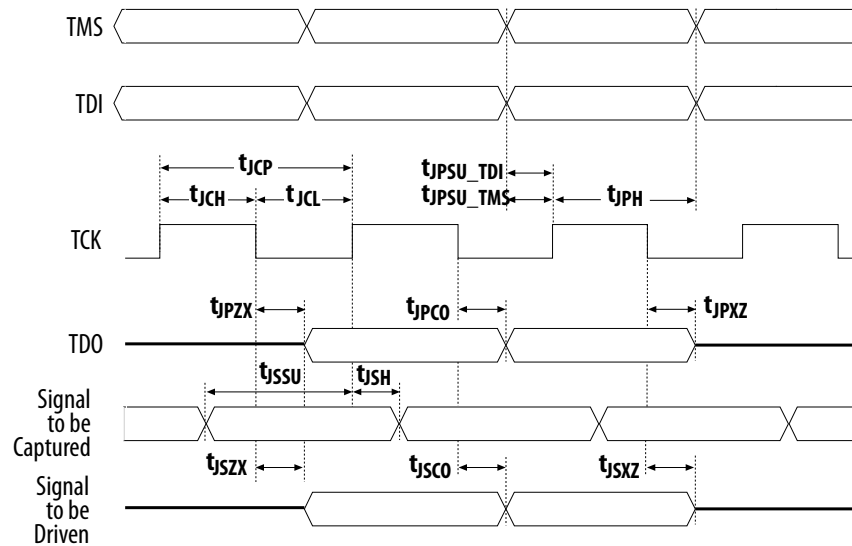 TMS
TDI
tJCP
tJPSU_TDI
tJCH
tJCL
tJPSU_TMS
tJPH
TCK
tJPZX
tJPCO
tJPXZ
TDO
tJSSU
tJSH
Signal
to be
Captured
tJSZX
tJSCO
tJSXZ
Signal
to be
Driven